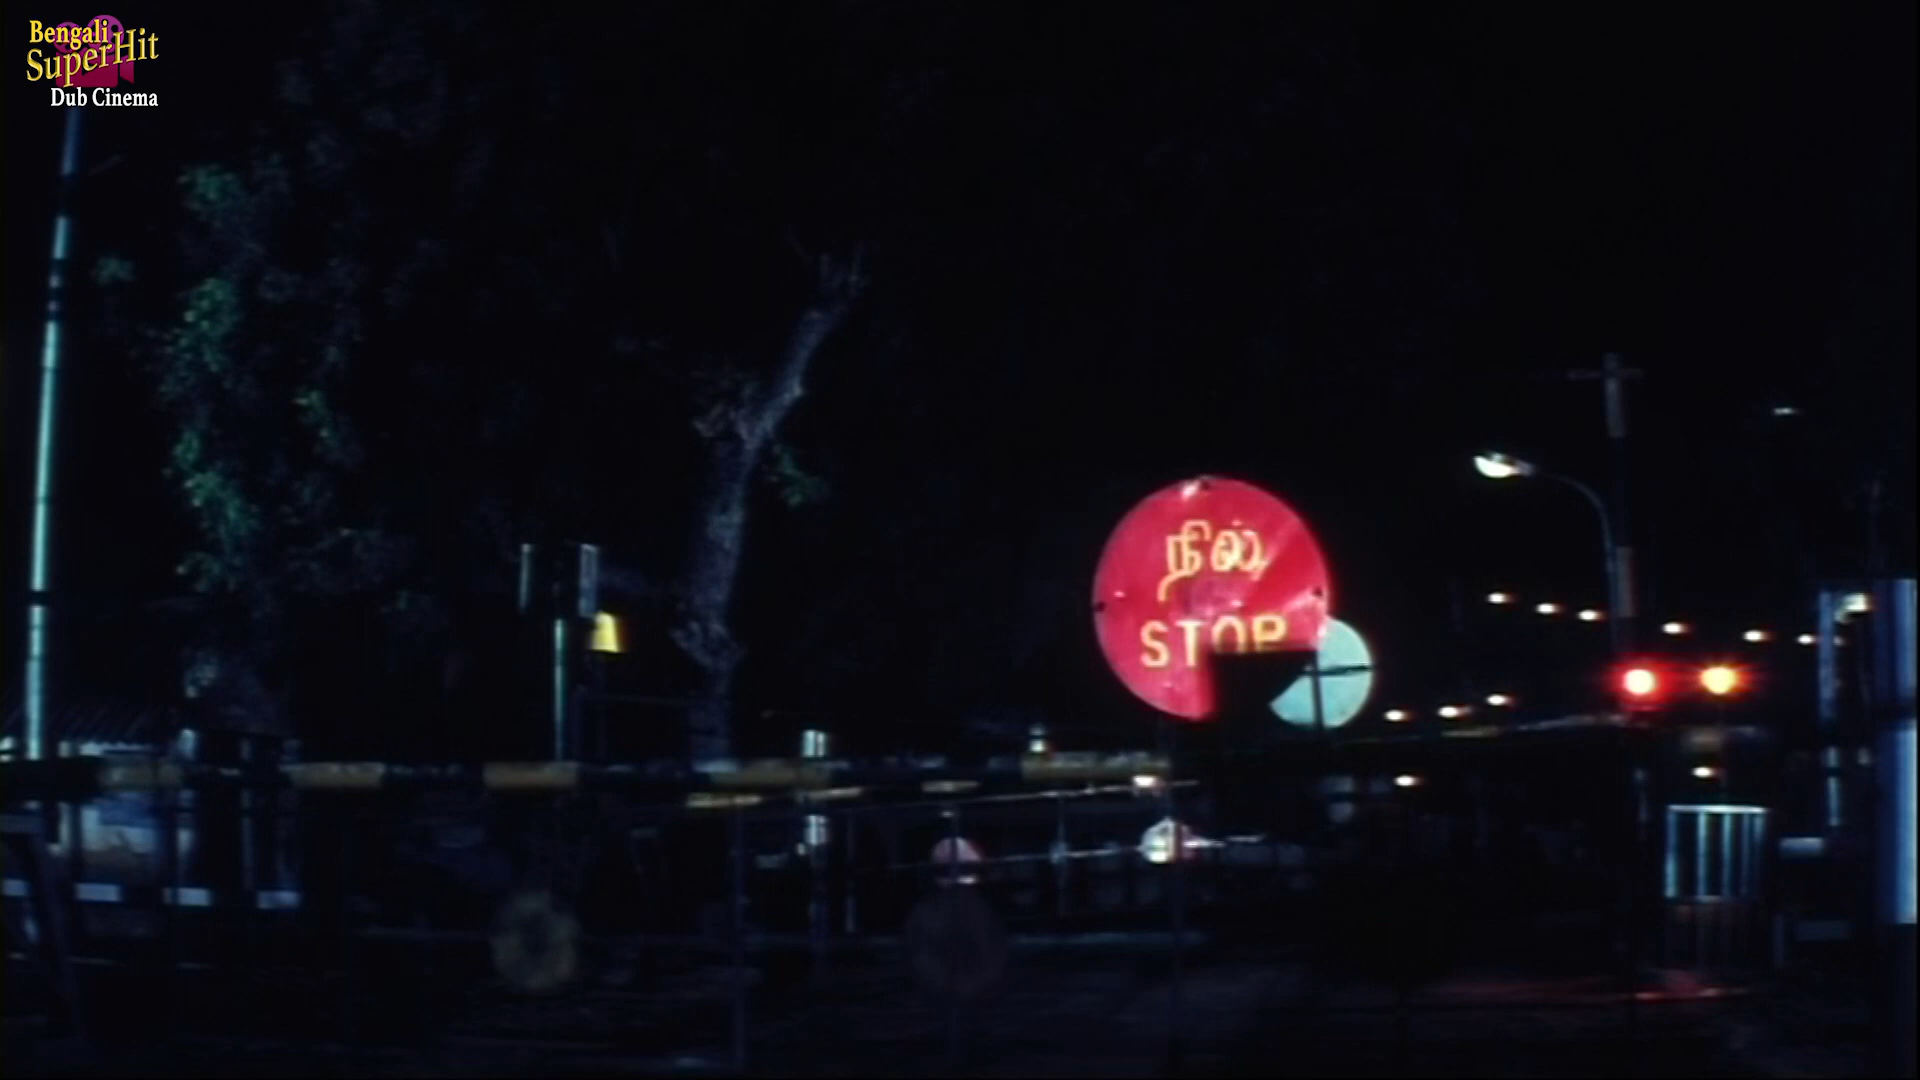 Bengali
SuperHit
Dub Cinema
நில்
STOP